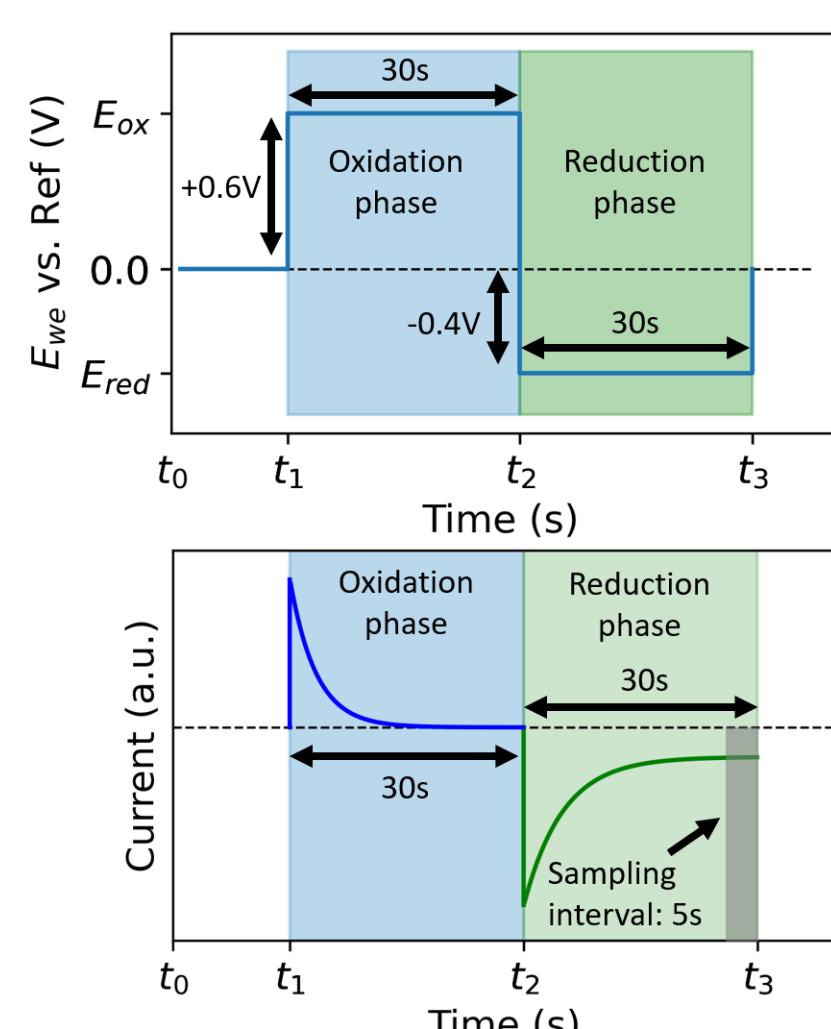 30s
E_ox
Oxidation
phase
Reduction
phase
+0.6V
0.0
-0.4V
30s
E_red
E_we vs. Ref (V)
t_0
t_1
t_2
t_3
Time (s)
Oxidation
phase
Reduction
phase
30s
30s
Current (a.u.)
Sampling
interval: 5s
t_0
t_1
t_2
t_3
Time (s)